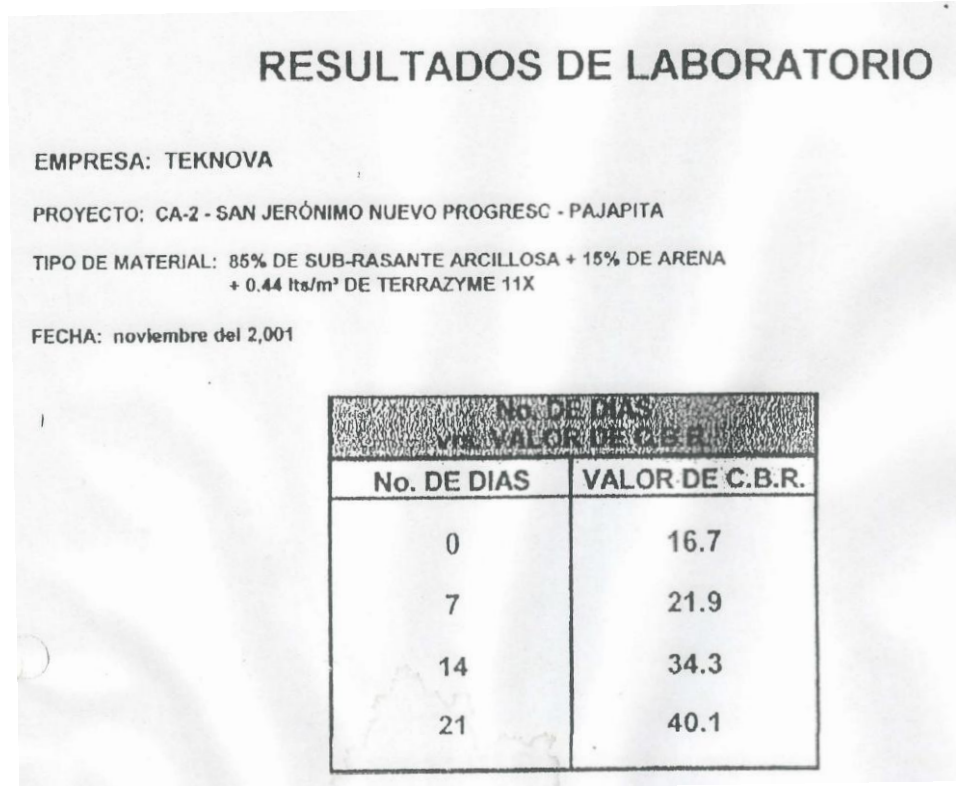 RESULTADOS DE LABORATORIO
EMPRESA: TEKNOVA
PROYECTO: CA-2 - SAN JERÓNIMO NUEVO PROGRESO - PAJAPITA
TIPO DE MATERIAL: 85% DE SUB-RASANTE ARCILLOSA + 15% DE ARENA
+ 0.44 lts/m³ DE TERRAZYME 11X
FECHA: noviembre del 2,001
No. DE DIAS
vrs. VALOR DE C.B.R.
No. DE DIAS VALOR DE C.B.R.
0 16.7
7 21.9
14 34.3
21 40.1